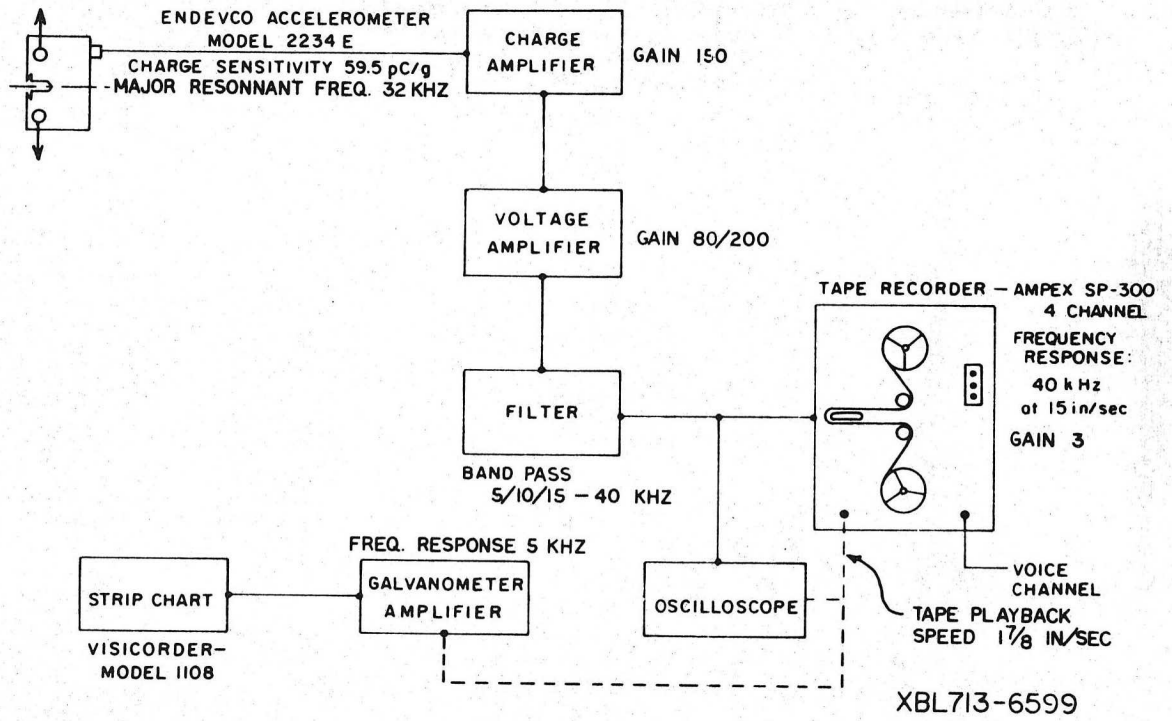 ENDEVCO ACCELEROMETER
MODEL 2234 E
CHARGE SENSITIVITY 59.5 pC/g
MAJOR RESONNANT FREQ. 32 KHZ
CHARGE
AMPLIFIER
GAIN 150
VOLTAGE
AMPLIFIER
GAIN 80/200
TAPE RECORDER — AMPEX SP-300
4 CHANNEL
FREQUENCY
RESPONSE:
40 kHz
at 15 in/sec
GAIN 3
FILTER
BAND PASS
5/10/15 – 40 KHZ
FREQ. RESPONSE 5 KHZ
STRIP CHART
GALVANOMETER
AMPLIFIER
OSCILLOSCOPE
VOICE
CHANNEL
TAPE PLAYBACK
SPEED 1 7/8 IN/SEC
VISICORDER–
MODEL 1108
XBL713-6599